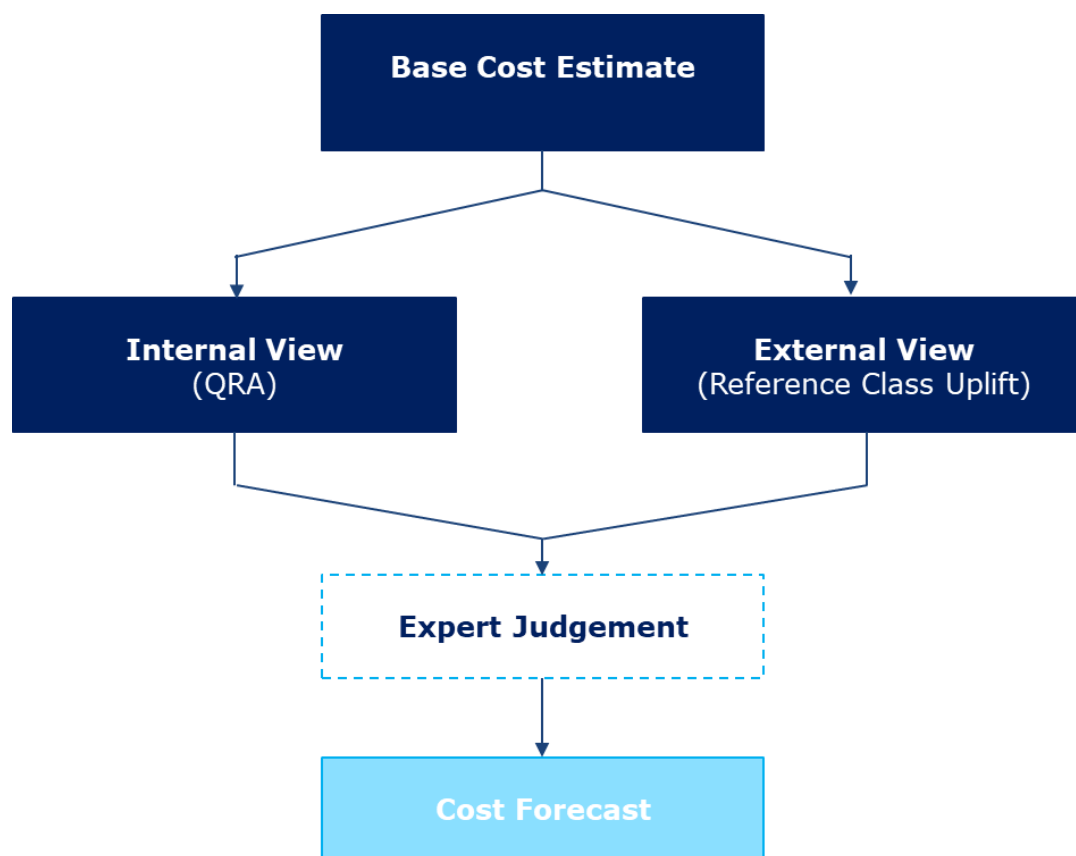 Base Cost Estimate
Internal View
(QRA)
External View
(Reference Class Uplift)
Expert Judgement
Cost Forecast